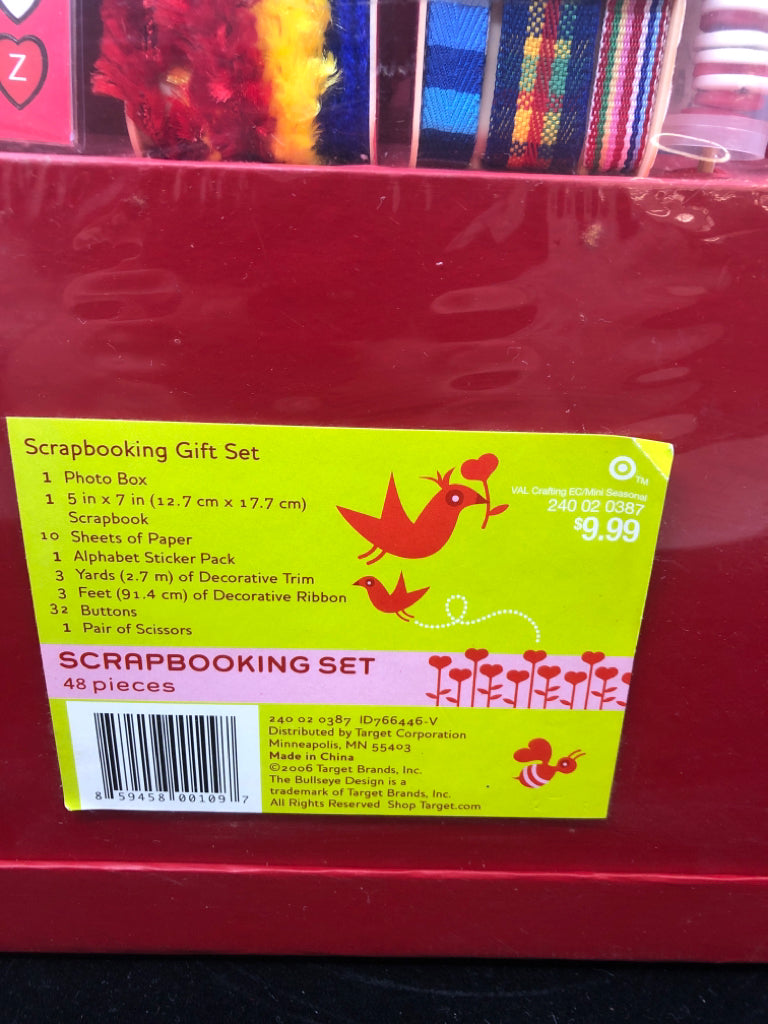 Z
Scrapbooking Gift Set
1 Photo Box
1 5 in x 7 in (12.7 cm x 17.7 cm)
Scrapbook
10 Sheets of Paper
1 Alphabet Sticker Pack
3 Yards (2.7 m) of Decorative Trim
3 Feet (91.4 cm) of Decorative Ribbon
32 Buttons
1 Pair of Scissors
TM
VAL Crafting EC/Mini Seasonal
240 02 0387
$9.99
SCRAPBOOKING SET
48 pieces
8 59458 00109 7
240 02 0387 ID766446-V
Distributed by Target Corporation
Minneapolis, MN 55403
Made in China
©2006 Target Brands, Inc.
The Bullseye Design is a
trademark of Target Brands, Inc.
All Rights Reserved Shop Target.com